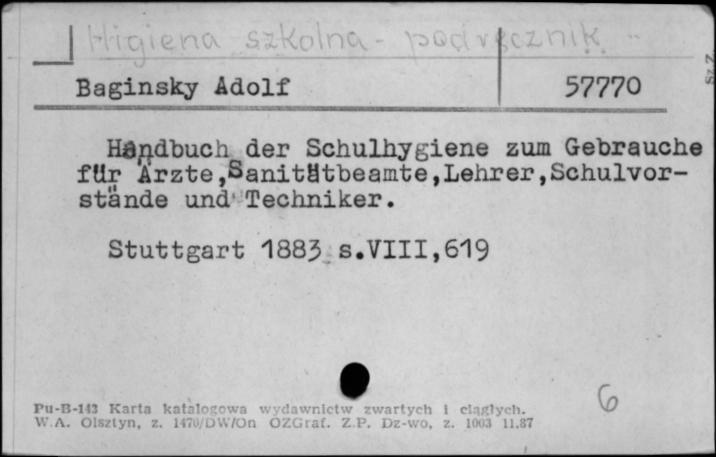 Higiena szkolna - podręcznik
Baginsky Adolf 57770
Handbuch der Schulhygiene zum Gebrauche
für Ärzte,Sanitätbeamte,Lehrer,Schulvor-
stände und Techniker.
Stuttgart 1883 s.VIII,619
6
Pu-B-143 Karta katalogowa wydawnictw zwartych i ciągłych.
W.A. Olsztyn, z. 1470/DW/On OZGraf. Z.P. Dz-wo, z. 1003 11.87